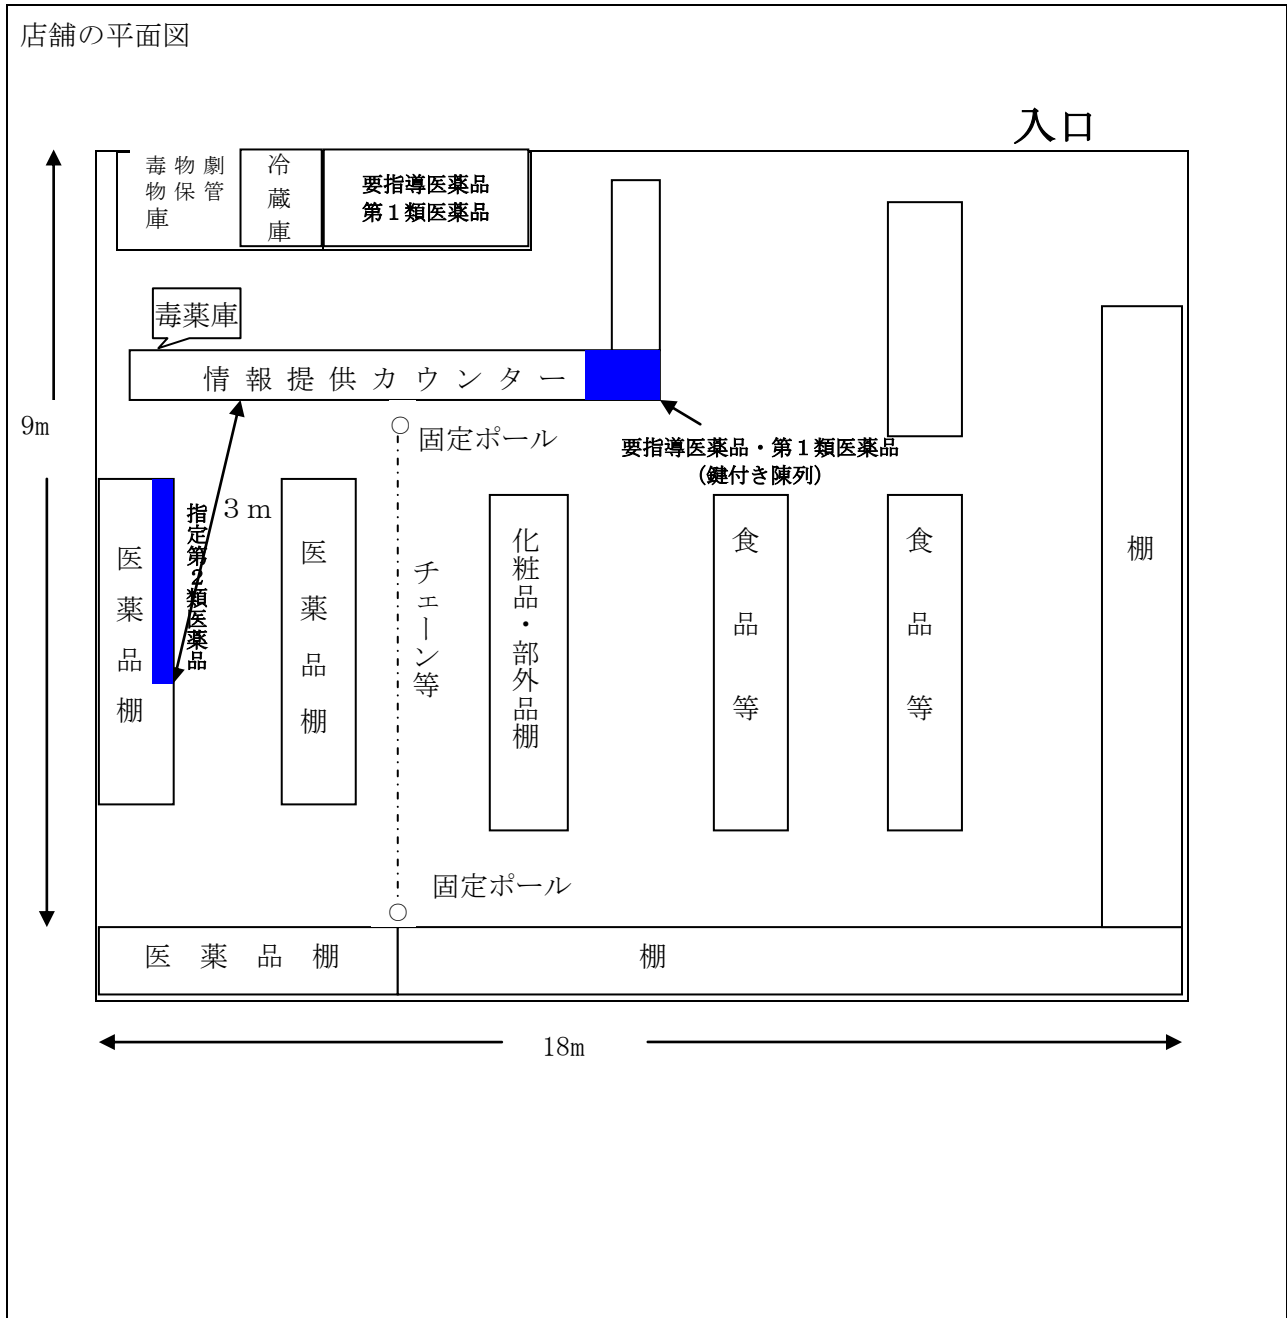 店舗の平面図
入口
毒物劇
物保管
庫
冷蔵庫
要指導医薬品
第1類医薬品
毒薬庫
情報提供カウンター
9m
固定ポール
要指導医薬品・第1類医薬品
(鍵付き陳列)
医薬品棚
指定第2類医薬品
3m
医薬品棚
チェーン等
化粧品・部外品棚
食品等
食品等
棚
固定ポール
医薬品棚
棚
18m